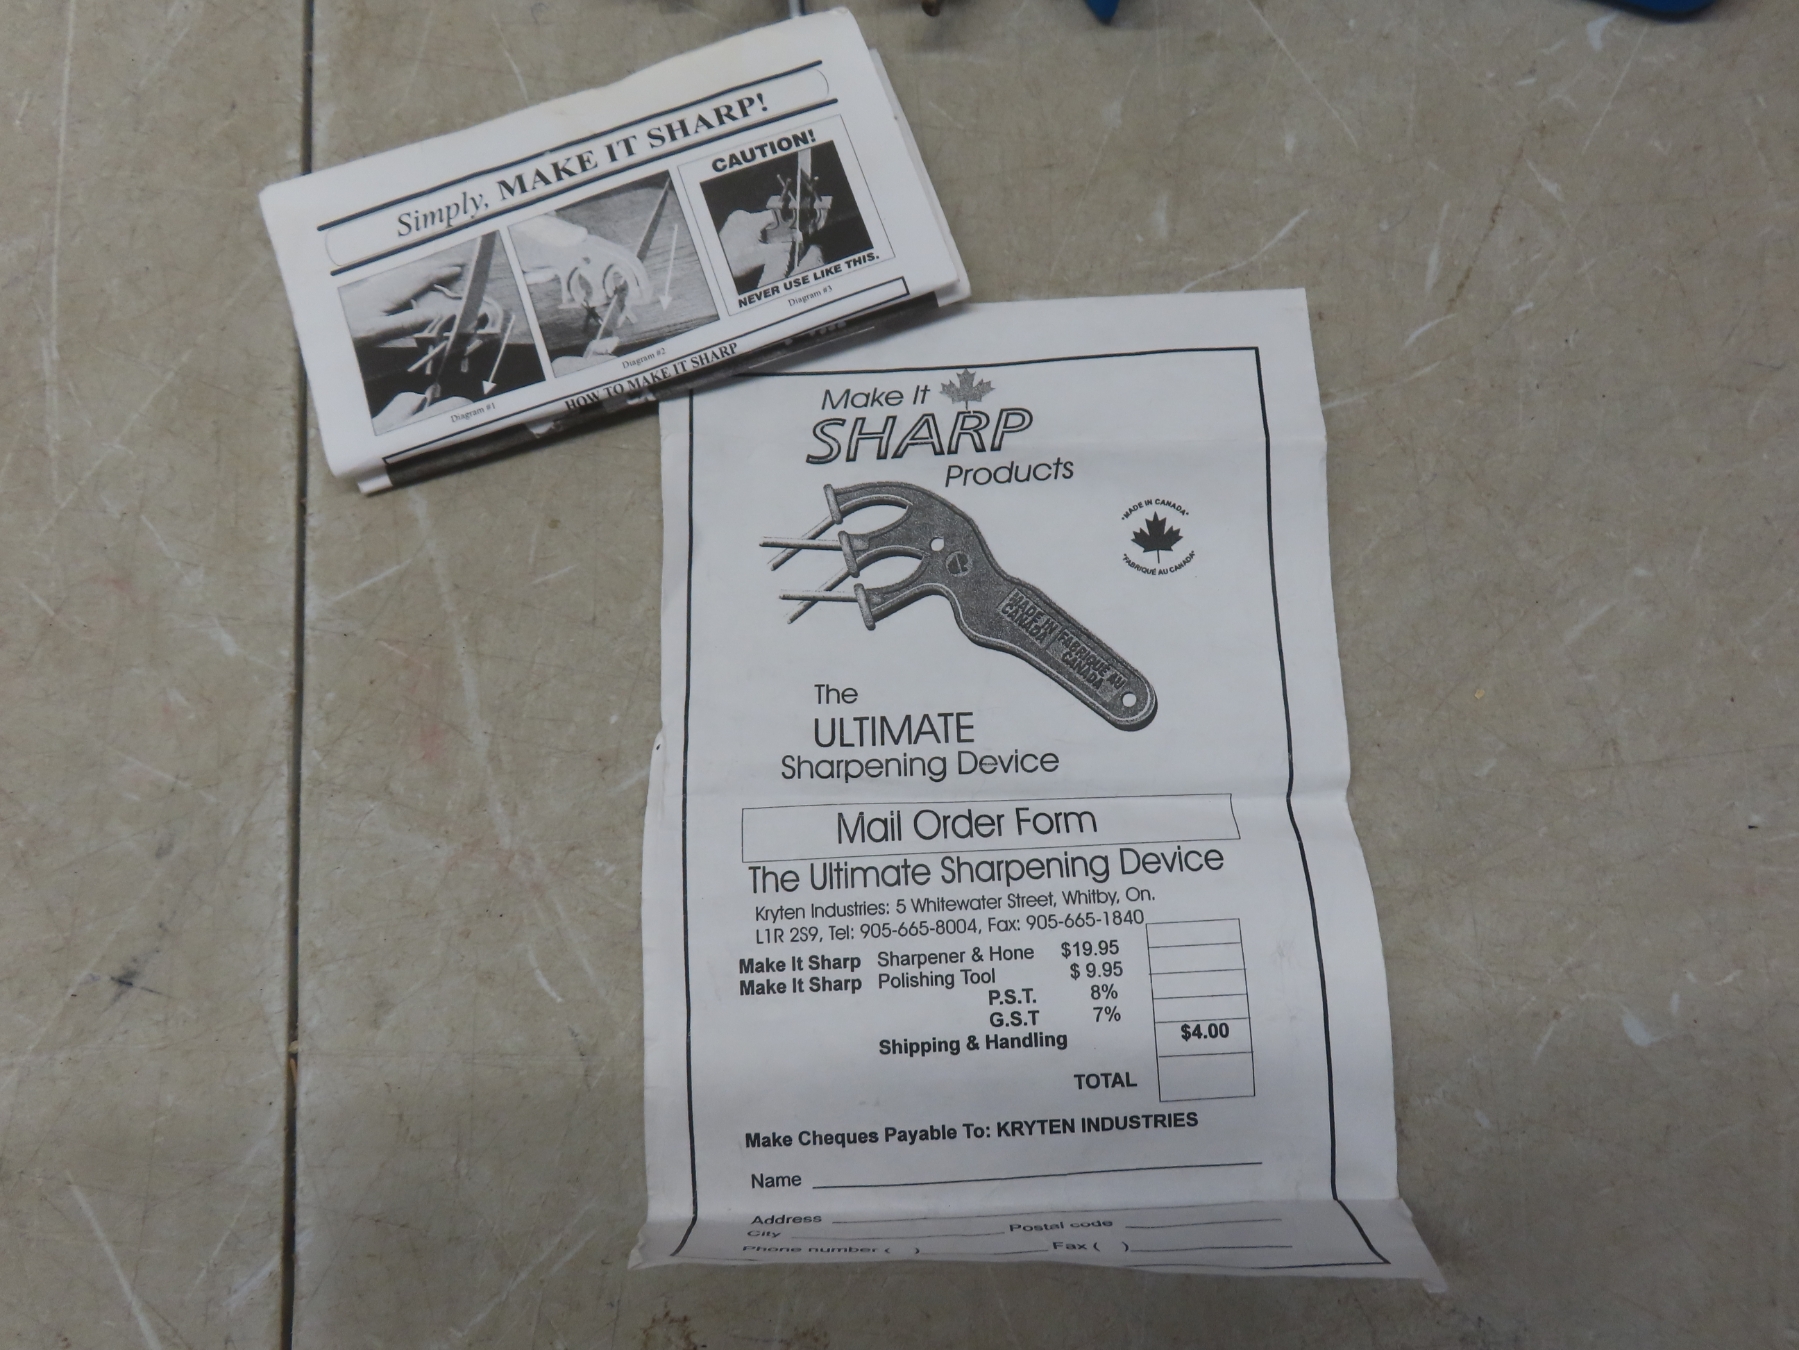 Simply, MAKE IT SHARP!
CAUTION!
NEVER USE LIKE THIS.
Diagram #1
Diagram #2
Diagram #3
HOW TO MAKE IT SHARP
Make It
SHARP
Products
"MADE IN CANADA"
"FABRIQUÉ AU CANADA"
MADE IN
CANADA
FABRIQUÉ AU
CANADA
The
ULTIMATE
Sharpening Device
Mail Order Form
The Ultimate Sharpening Device
Kryten Industries: 5 Whitewater Street, Whitby, On.
L1R 2S9, Tel: 905-665-8004, Fax: 905-665-1840
Make It Sharp Sharpener & Hone $19.95
Make It Sharp Polishing Tool $ 9.95
P.S.T. 8%
G.S.T 7%
Shipping & Handling $4.00
TOTAL
Make Cheques Payable To: KRYTEN INDUSTRIES
Name
Address
City Postal code
Phone number ( ) Fax ( )